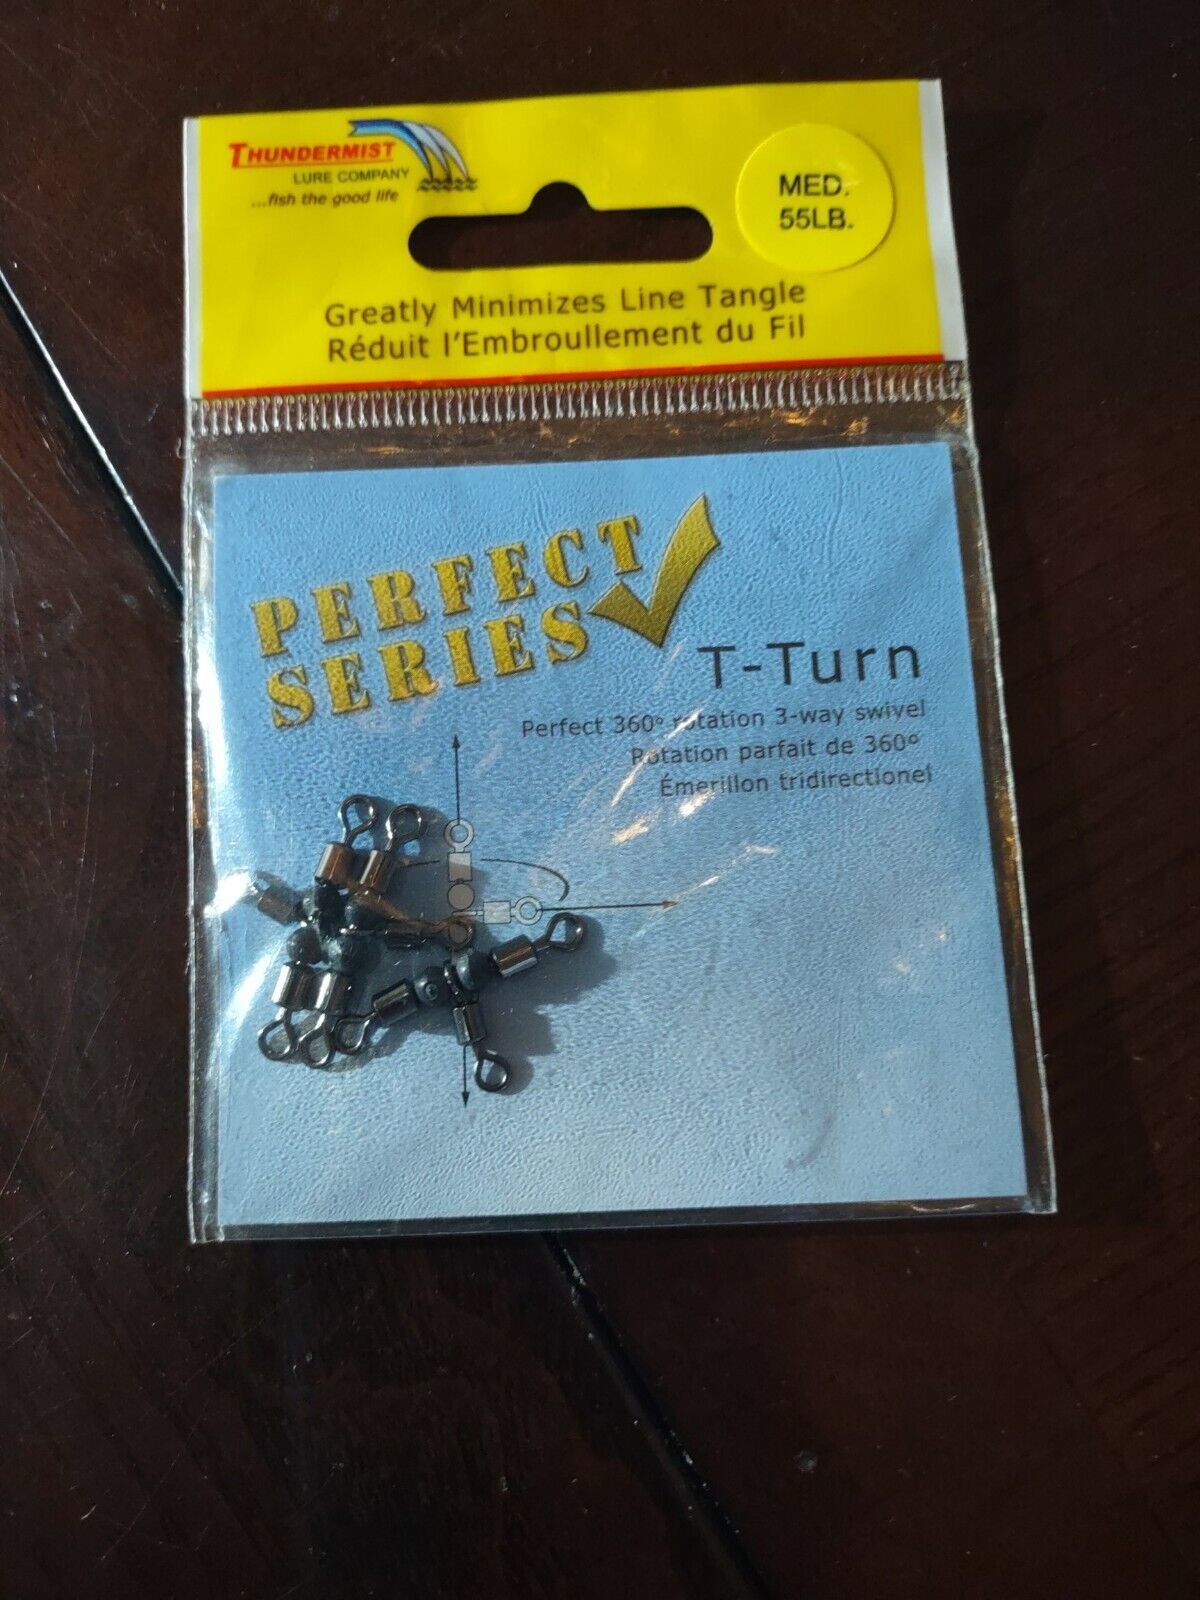 THUNDERMIST
LURE COMPANY
...fish the good life
MED.
55LB.
Greatly Minimizes Line Tangle
Réduit l'Embroullement du Fil
PERFECT
SERIES
T-Turn
Perfect 360° rotation 3-way swivel
Rotation parfait de 360°
Émerillon tridirectionel